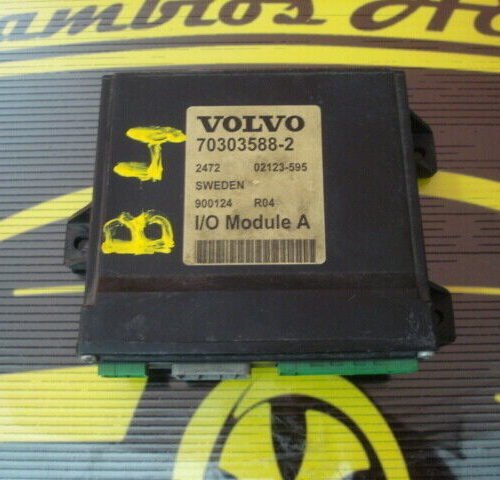 VOLVO
70303588-2
2472 02123-595
SWEDEN
900124 R04
I/O Module A